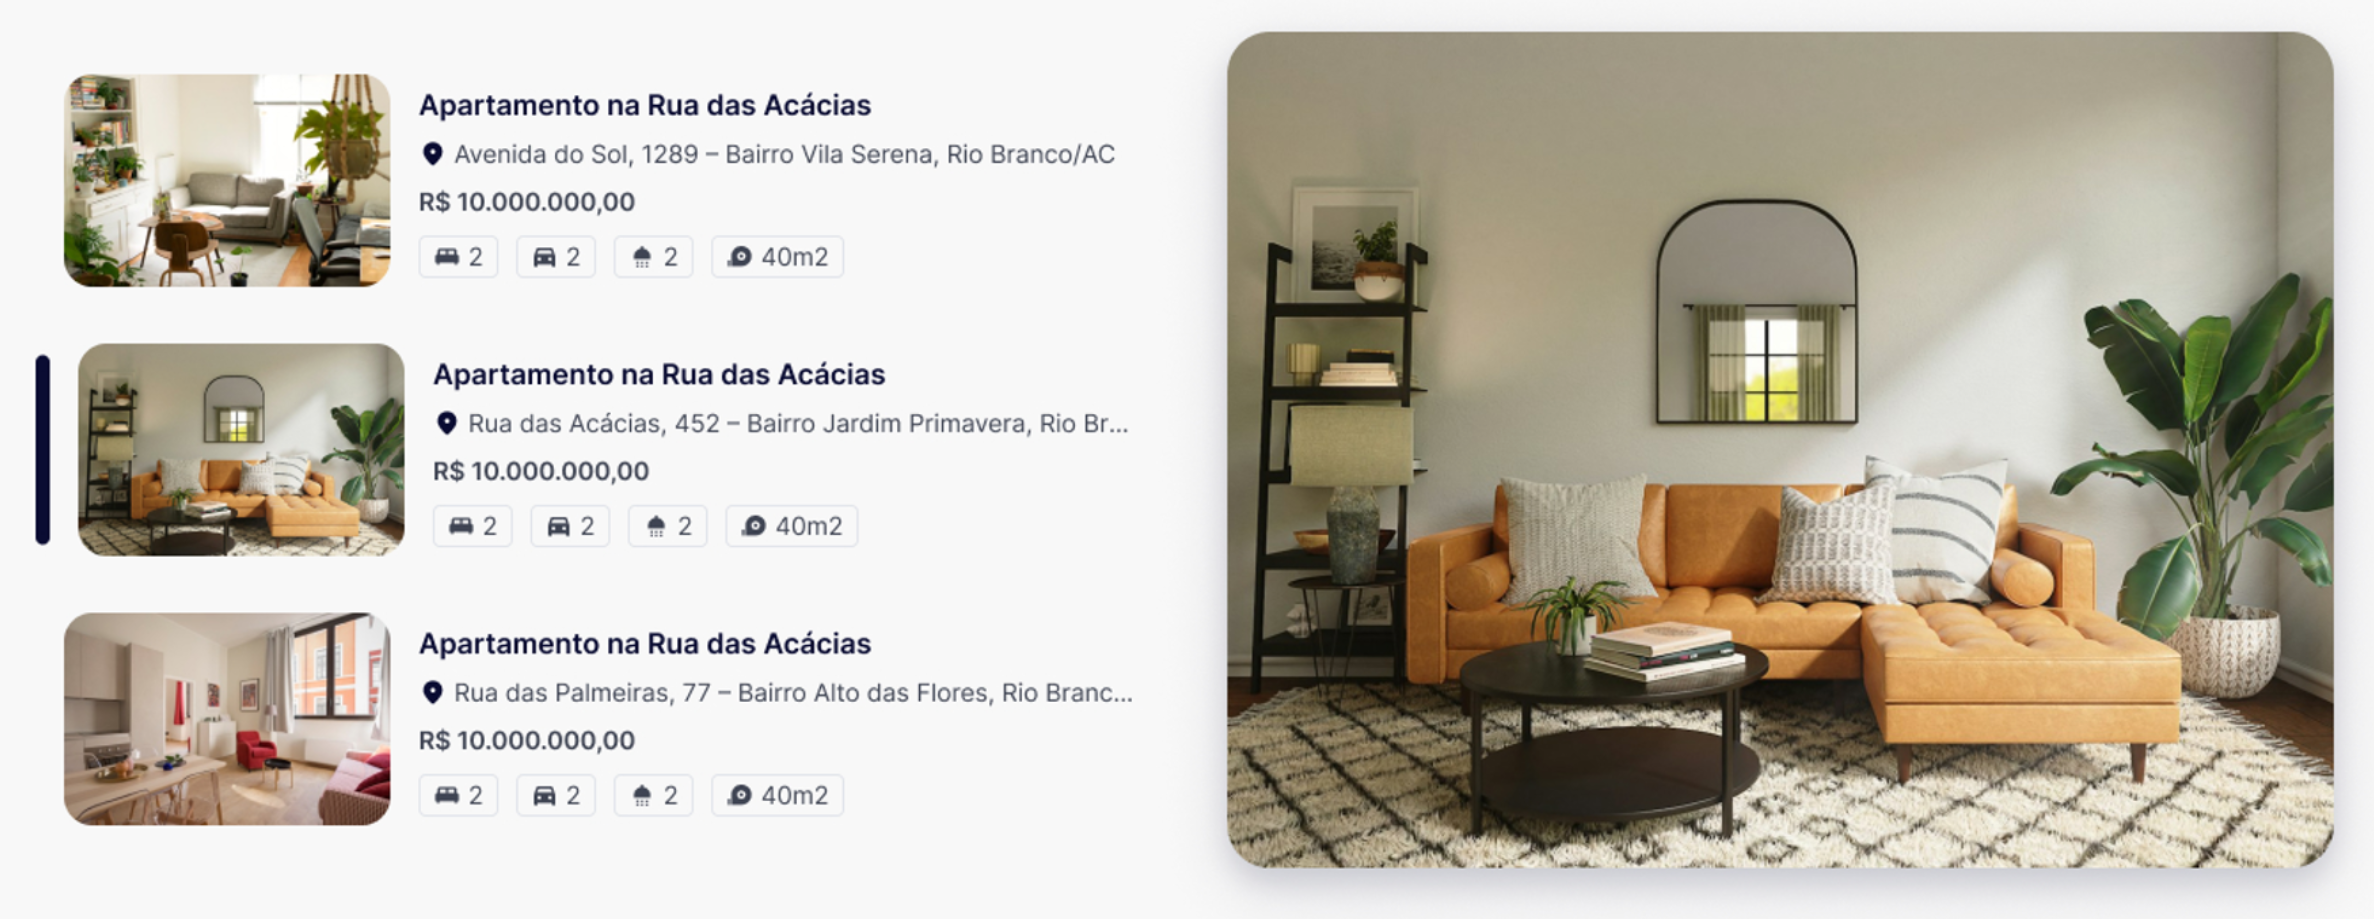 Apartamento na Rua das Acácias
Avenida do Sol, 1289 – Bairro Vila Serena, Rio Branco/AC
R$ 10.000.000,00
2 2 2 40m2
Apartamento na Rua das Acácias
Rua das Acácias, 452 – Bairro Jardim Primavera, Rio Br...
R$ 10.000.000,00
2 2 2 40m2
Apartamento na Rua das Acácias
Rua das Palmeiras, 77 – Bairro Alto das Flores, Rio Branc...
R$ 10.000.000,00
2 2 2 40m2